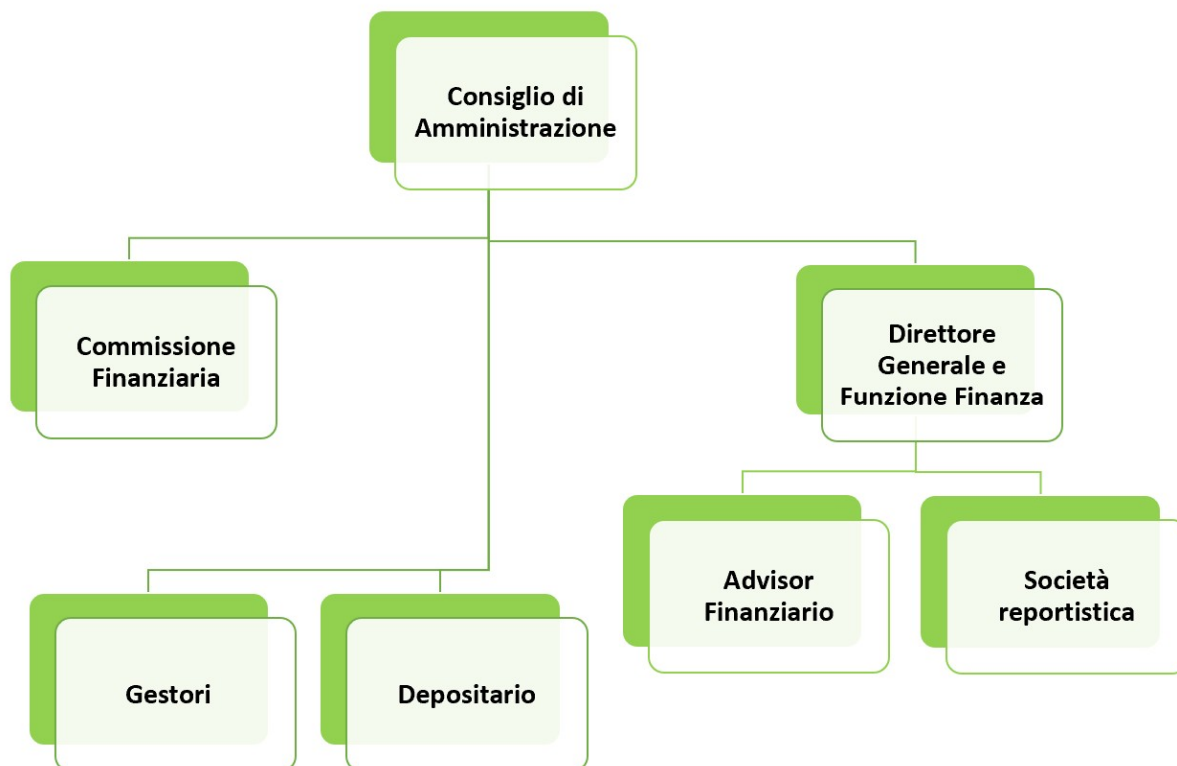 Consiglio di
Amministrazione
Commissione
Finanziaria
Direttore
Generale e
Funzione Finanza
Advisor
Finanziario
Società
reportistica
Gestori
Depositario